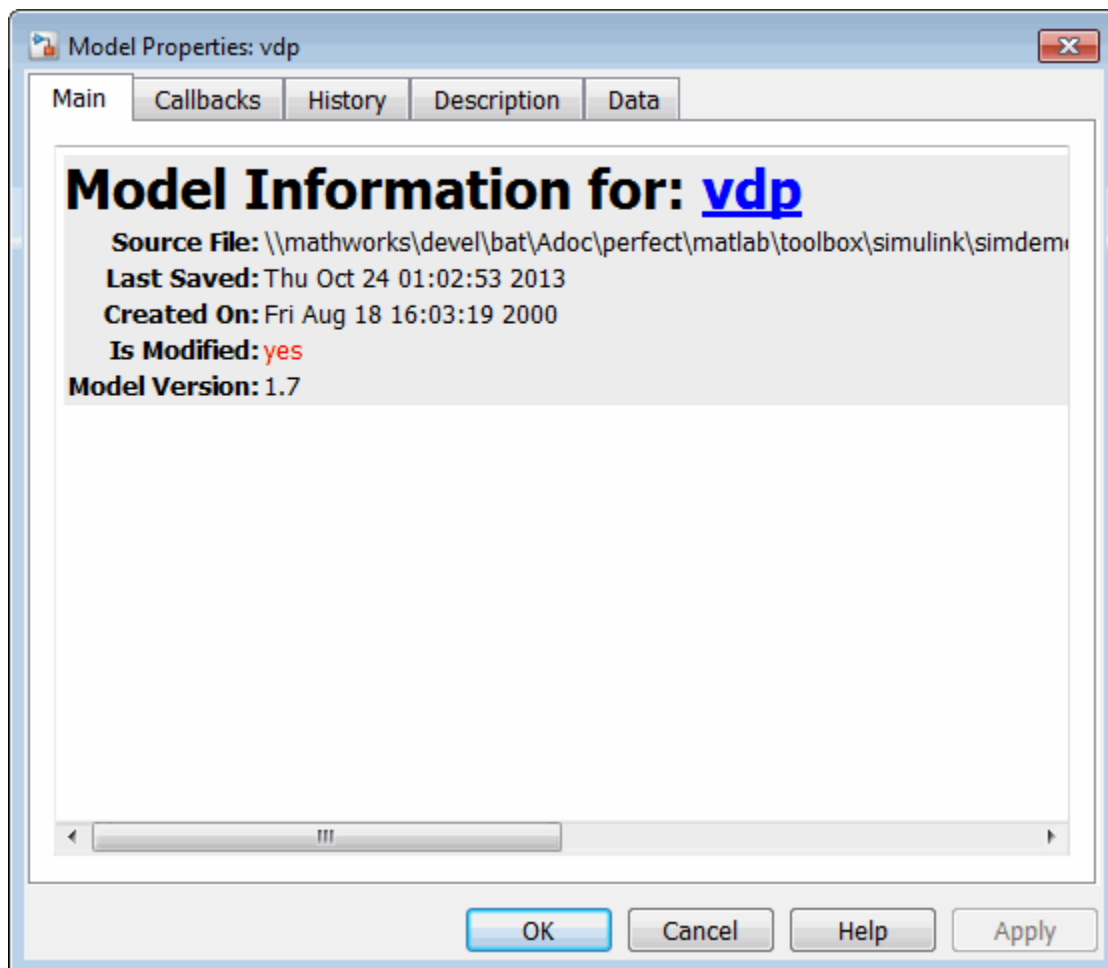 Model Properties: vdp
Main Callbacks History Description Data
Model Information for: vdp
Source File: \\mathworks\devel\bat\Adoc\perfect\matlab\toolbox\simulink\simdemo
Last Saved: Thu Oct 24 01:02:53 2013
Created On: Fri Aug 18 16:03:19 2000
Is Modified: yes
Model Version: 1.7
OK Cancel Help Apply